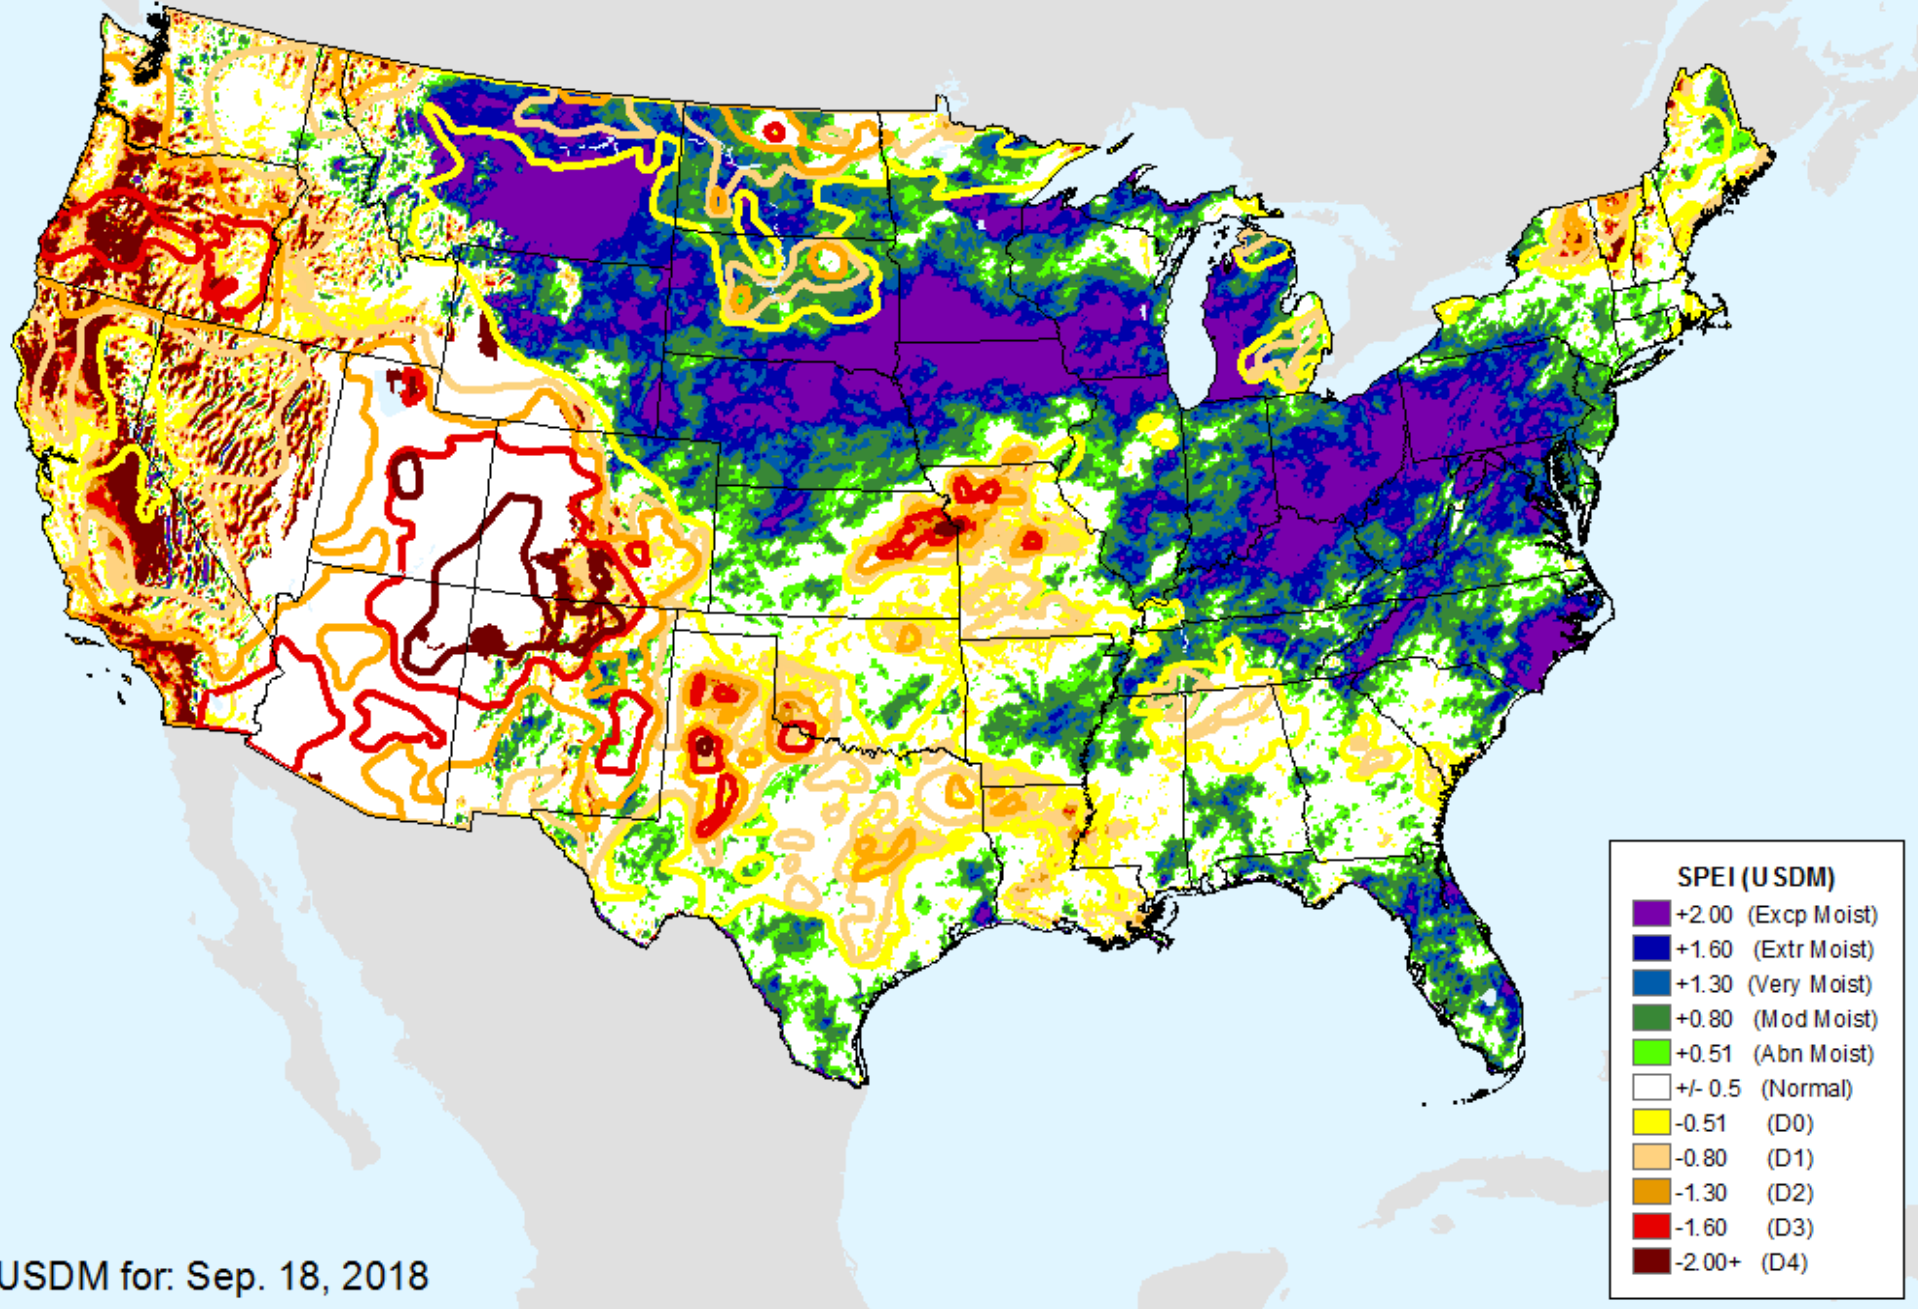 SPEI (USDM)
+2.00 (Excp Moist)
+1.60 (Extr Moist)
+1.30 (Very Moist)
+0.80 (Mod Moist)
+0.51 (Abn Moist)
+/- 0.5 (Normal)
-0.51 (D0)
-0.80 (D1)
-1.30 (D2)
-1.60 (D3)
-2.00+ (D4)
USDM for: Sep. 18, 2018